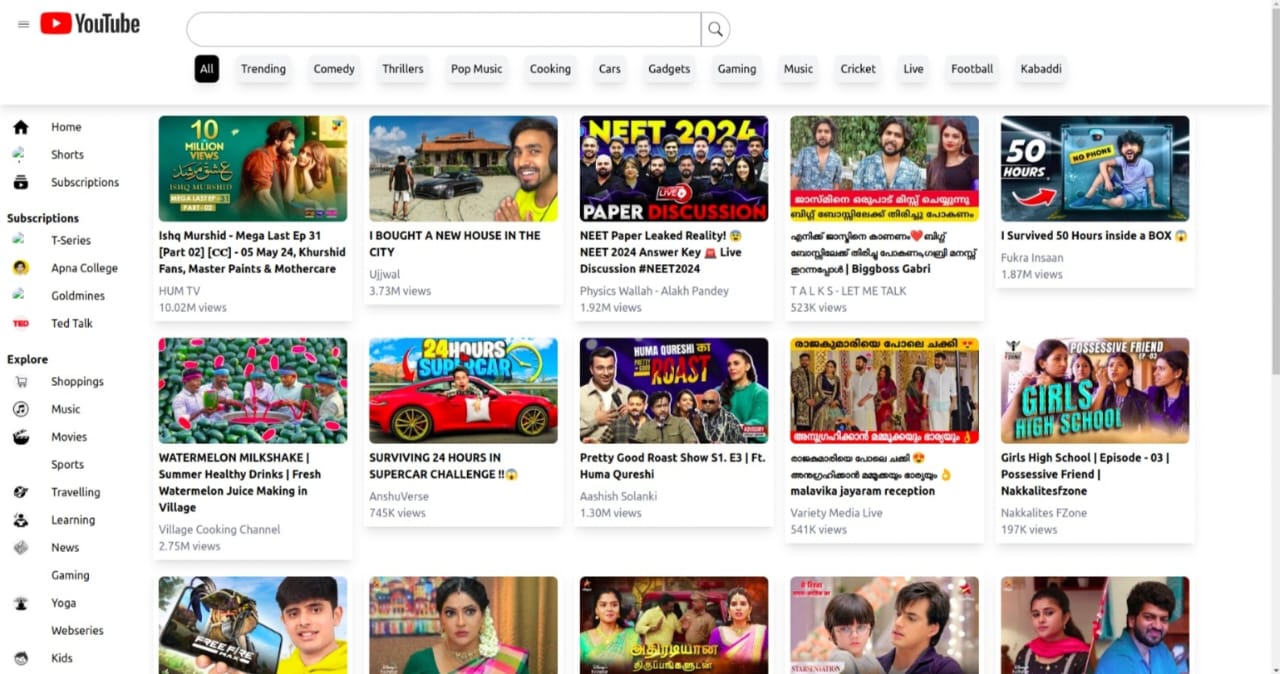 YouTube
All
Trending
Comedy
Thrillers
Pop Music
Cooking
Cars
Gadgets
Gaming
Music
Cricket
Live
Football
Kabaddi
Home
Shorts
Subscriptions
Subscriptions
T-Series
Apna College
Goldmines
TED
Ted Talk
Explore
Shoppings
Music
Movies
Sports
Travelling
Learning
News
Gaming
Yoga
Webseries
Kids
10
MILLION
VIEWS
عشق مرشد
ISHQ MURSHID
MEGA LAST EP - 31
PART-02
Ishq Murshid - Mega Last Ep 31
[Part 02] [𝐂𝐂] - 05 May 24, Khurshid
Fans, Master Paints & Mothercare
HUM TV
10.02M views
I BOUGHT A NEW HOUSE IN THE
CITY
Ujjwal
3.73M views
NEET 2024
LIVE
PAPER DISCUSSION
NEET Paper Leaked Reality! 😨
NEET 2024 Answer Key 🚨 Live
Discussion #NEET2024
Physics Wallah - Alakh Pandey
1.92M views
ജാസ്മിനെ ഒരുപാട് മിസ്സ് ചെയ്യുന്നു
ബിഗ്ഗ് ബോസ്സിലേക്ക് തിരിച്ചു പോകണം
എനിക്ക് ജാസ്മിനെ കാണണം❤️ബിഗ്ഗ്
ബോസ്സിലേക്ക് തിരിച്ചു പോകണം,ഗബ്രി മനസ്സ്
തുറന്നപ്പോൾ | Biggboss Gabri
T A L K S - LET ME TALK
523K views
50
HOURS
NO PHONE
I Survived 50 Hours inside a BOX 😱
Fukra Insaan
1.87M views
WATERMELON MILKSHAKE |
Summer Healthy Drinks | Fresh
Watermelon Juice Making in
Village
Village Cooking Channel
2.75M views
24HOURS
SUPERCAR
SURVIVING 24 HOURS IN
SUPERCAR CHALLENGE !!😱
AnshuVerse
745K views
HUMA QURESHI का
PRETTY
GOOD
ROAST
Pretty Good Roast Show S1. E3 | Ft.
Huma Qureshi
Aashish Solanki
1.30M views
രാജകുമാരിയെ പോലെ ചക്കി 😍
അനുഗ്രഹിക്കാൻ മമ്മൂക്കയും ഭാര്യയും 👌
രാജകുമാരിയെ പോലെ ചക്കി 😍
അനുഗ്രഹിക്കാൻ മമ്മൂക്കയും ഭാര്യയും 👌
malavika jayaram reception
Variety Media Live
541K views
POSSESSIVE FRIEND
EP-03
GIRLS
HIGH SCHOOL
Girls High School | Episode - 03 |
Possessive Friend |
Nakkalitesfzone
Nakkalites FZone
197K views
FREE FIRE
MAX
அதிரடியான
திருப்பங்களுடன்
STARSENSATION